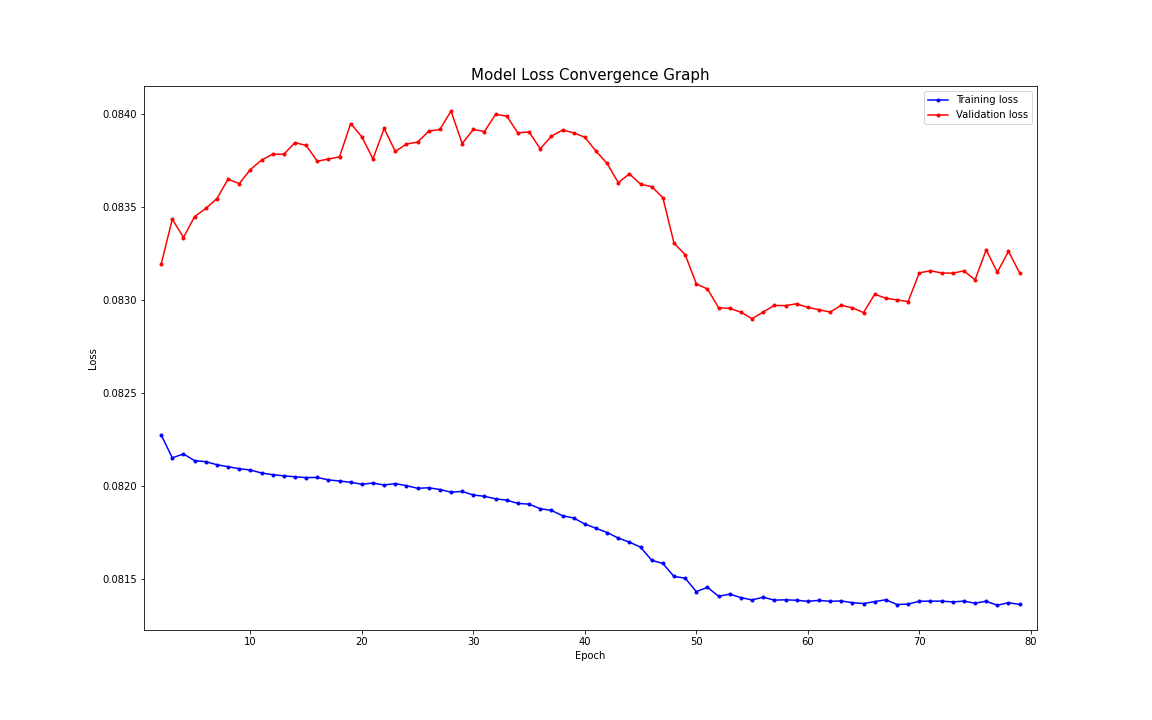 Model Loss Convergence Graph
Training loss
Validation loss
0.0840
0.0835
0.0830
0.0825
0.0820
0.0815
Loss
10 20 30 40 50 60 70 80
Epoch